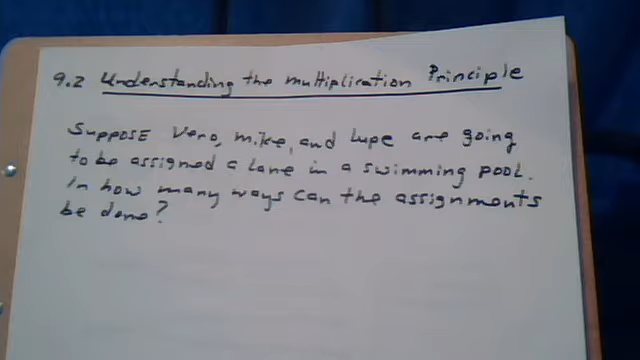 9.2 Understanding the multiplication Principle
Suppose Vero, mike, and Lupe are going
to be assigned a lane in a swimming pool.
In how many ways can the assignments
be done?